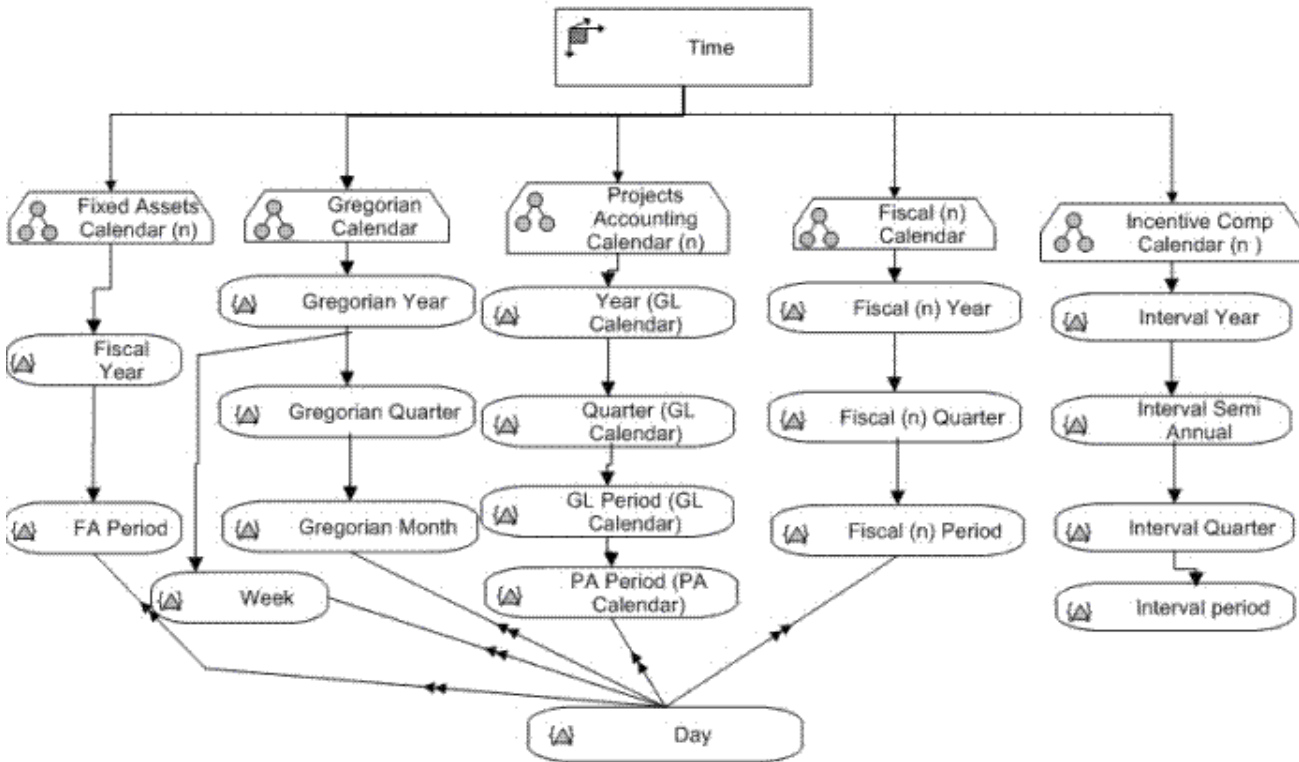 Time
Fixed Assets
Calendar (n)
Gregorian
Calendar
Projects
Accounting
Calendar (n)
Fiscal (n)
Calendar
Incentive Comp
Calendar (n )
Fiscal
Year
FA Period
Gregorian Year
Gregorian Quarter
Gregorian Month
Week
Year (GL
Calendar)
Quarter (GL
Calendar)
GL Period (GL
Calendar)
PA Period (PA
Calendar)
Fiscal (n) Year
Fiscal (n) Quarter
Fiscal (n) Period
Interval Year
Interval Semi
Annual
Interval Quarter
Interval period
Day